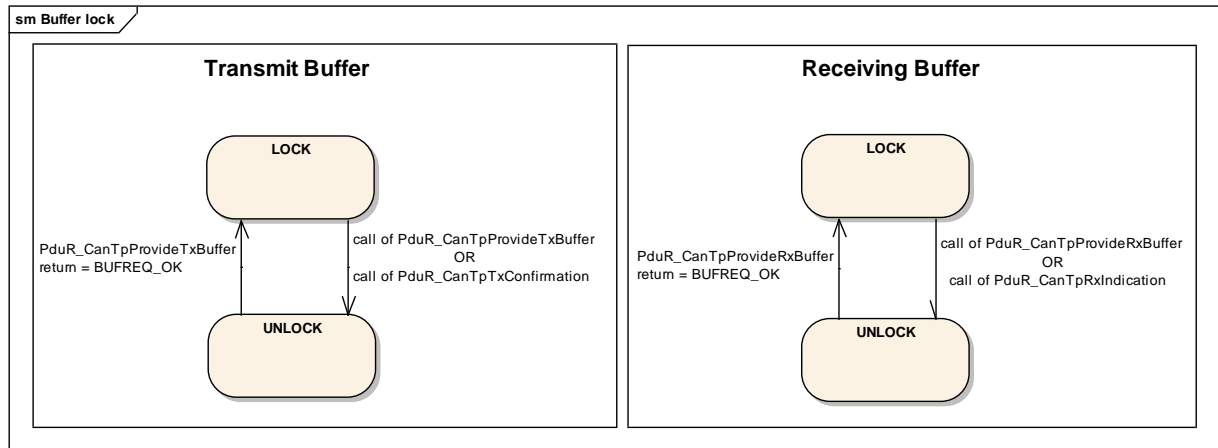 sm Buffer lock
Transmit Buffer
LOCK
PduR_CanTpProvideTxBuffer
return = BUFREQ_OK
call of PduR_CanTpProvideTxBuffer
OR
call of PduR_CanTpTxConfirmation
UNLOCK
Receiving Buffer
LOCK
PduR_CanTpProvideRxBuffer
return = BUFREQ_OK
call of PduR_CanTpProvideRxBuffer
OR
call of PduR_CanTpRxIndication
UNLOCK